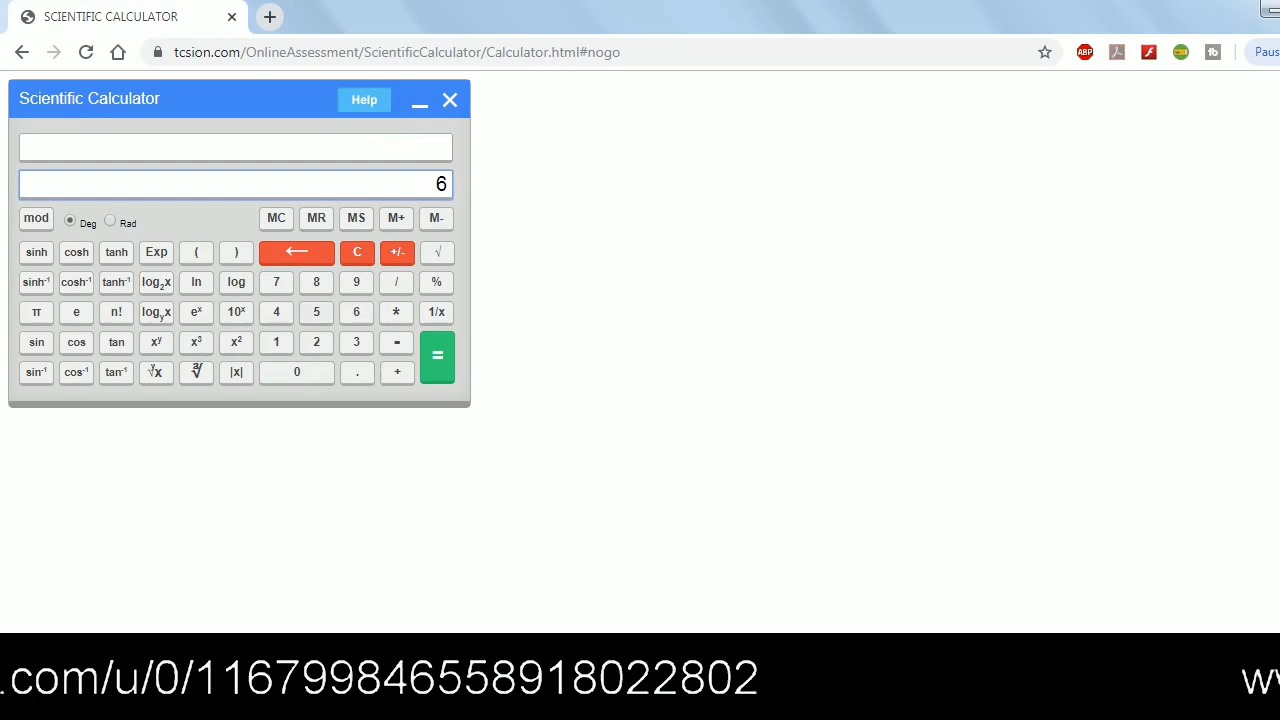 SCIENTIFIC CALCULATOR
tcsion.com/OnlineAssessment/ScientificCalculator/Calculator.html#nogo
ABP
Paus
Scientific Calculator Help
6
mod Deg Rad MC MR MS M+ M-
sinh cosh tanh Exp ( ) ← C +/- √
sinh⁻¹ cosh⁻¹ tanh⁻¹ log₂x ln log 7 8 9 / %
π e n! logᵧx eˣ 10ˣ 4 5 6 * 1/x
sin cos tan xʸ x³ x² 1 2 3 - =
sin⁻¹ cos⁻¹ tan⁻¹ ʸ√x ³√ |x| 0 . +
.com/u/0/116799846558918022802 wy